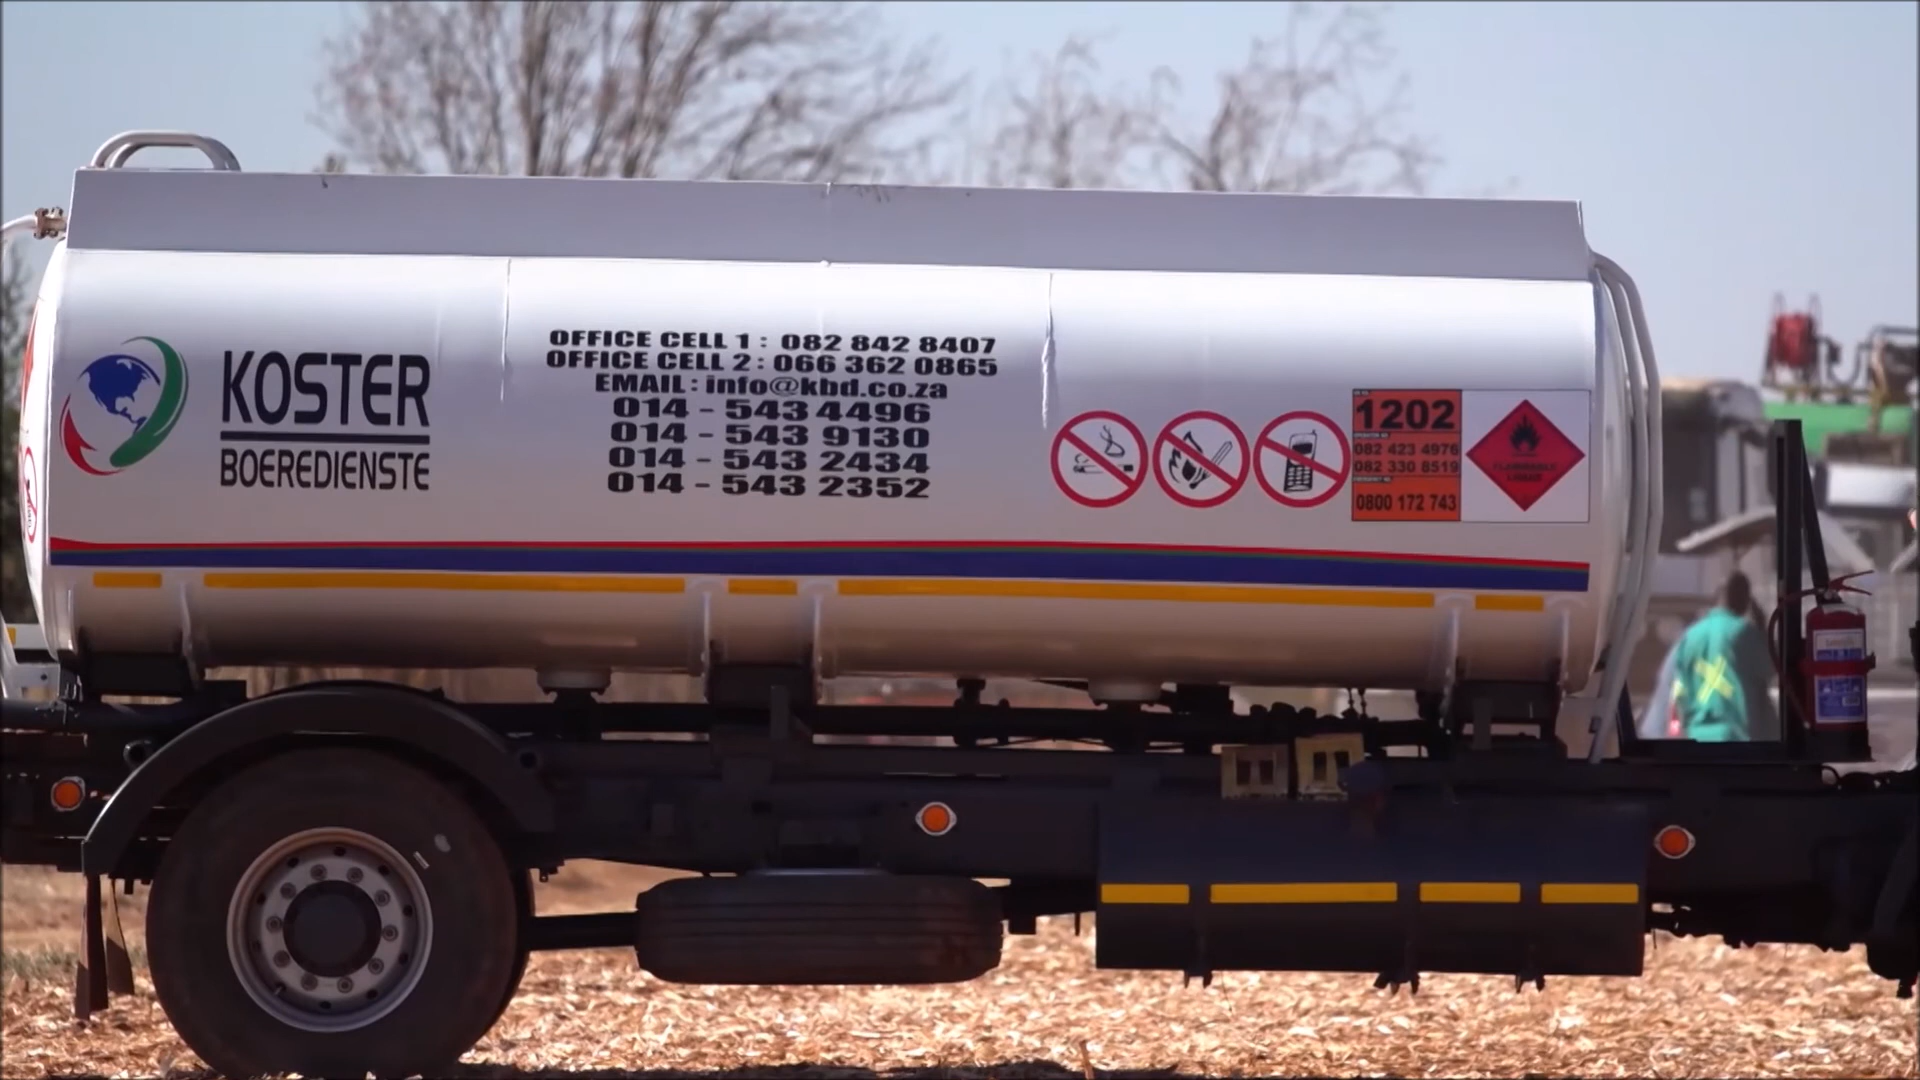 KOSTER
BOEREDIENSTE
OFFICE CELL 1 : 082 842 8407
OFFICE CELL 2 : 066 362 0865
EMAIL : info@kbd.co.za
014 - 543 4496
014 - 543 9130
014 - 543 2434
014 - 543 2352
1202
082 423 4976
082 330 8519
0800 172 743
FLAMMABLE
LIQUID